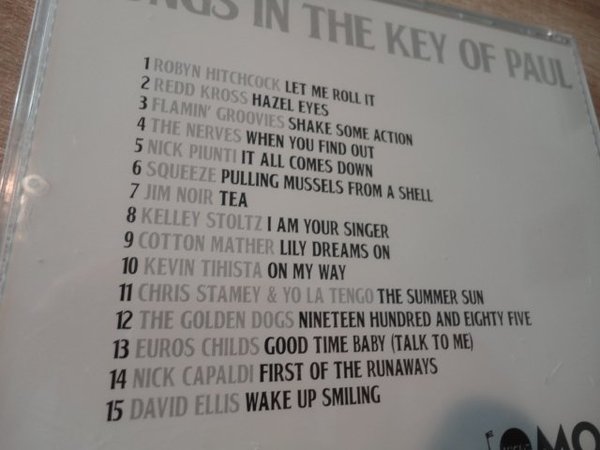 IN THE KEY OF PAUL
1 ROBYN HITCHCOCK LET ME ROLL IT
2 REDD KROSS HAZEL EYES
3 FLAMIN' GROOVIES SHAKE SOME ACTION
4 THE NERVES WHEN YOU FIND OUT
5 NICK PIUNTI IT ALL COMES DOWN
6 SQUEEZE PULLING MUSSELS FROM A SHELL
7 JIM NOIR TEA
8 KELLEY STOLTZ I AM YOUR SINGER
9 COTTON MATHER LILY DREAMS ON
10 KEVIN TIHISTA ON MY WAY
11 CHRIS STAMEY & YO LA TENGO THE SUMMER SUN
12 THE GOLDEN DOGS NINETEEN HUNDRED AND EIGHTY FIVE
13 EUROS CHILDS GOOD TIME BABY (TALK TO ME)
14 NICK CAPALDI FIRST OF THE RUNAWAYS
15 DAVID ELLIS WAKE UP SMILING